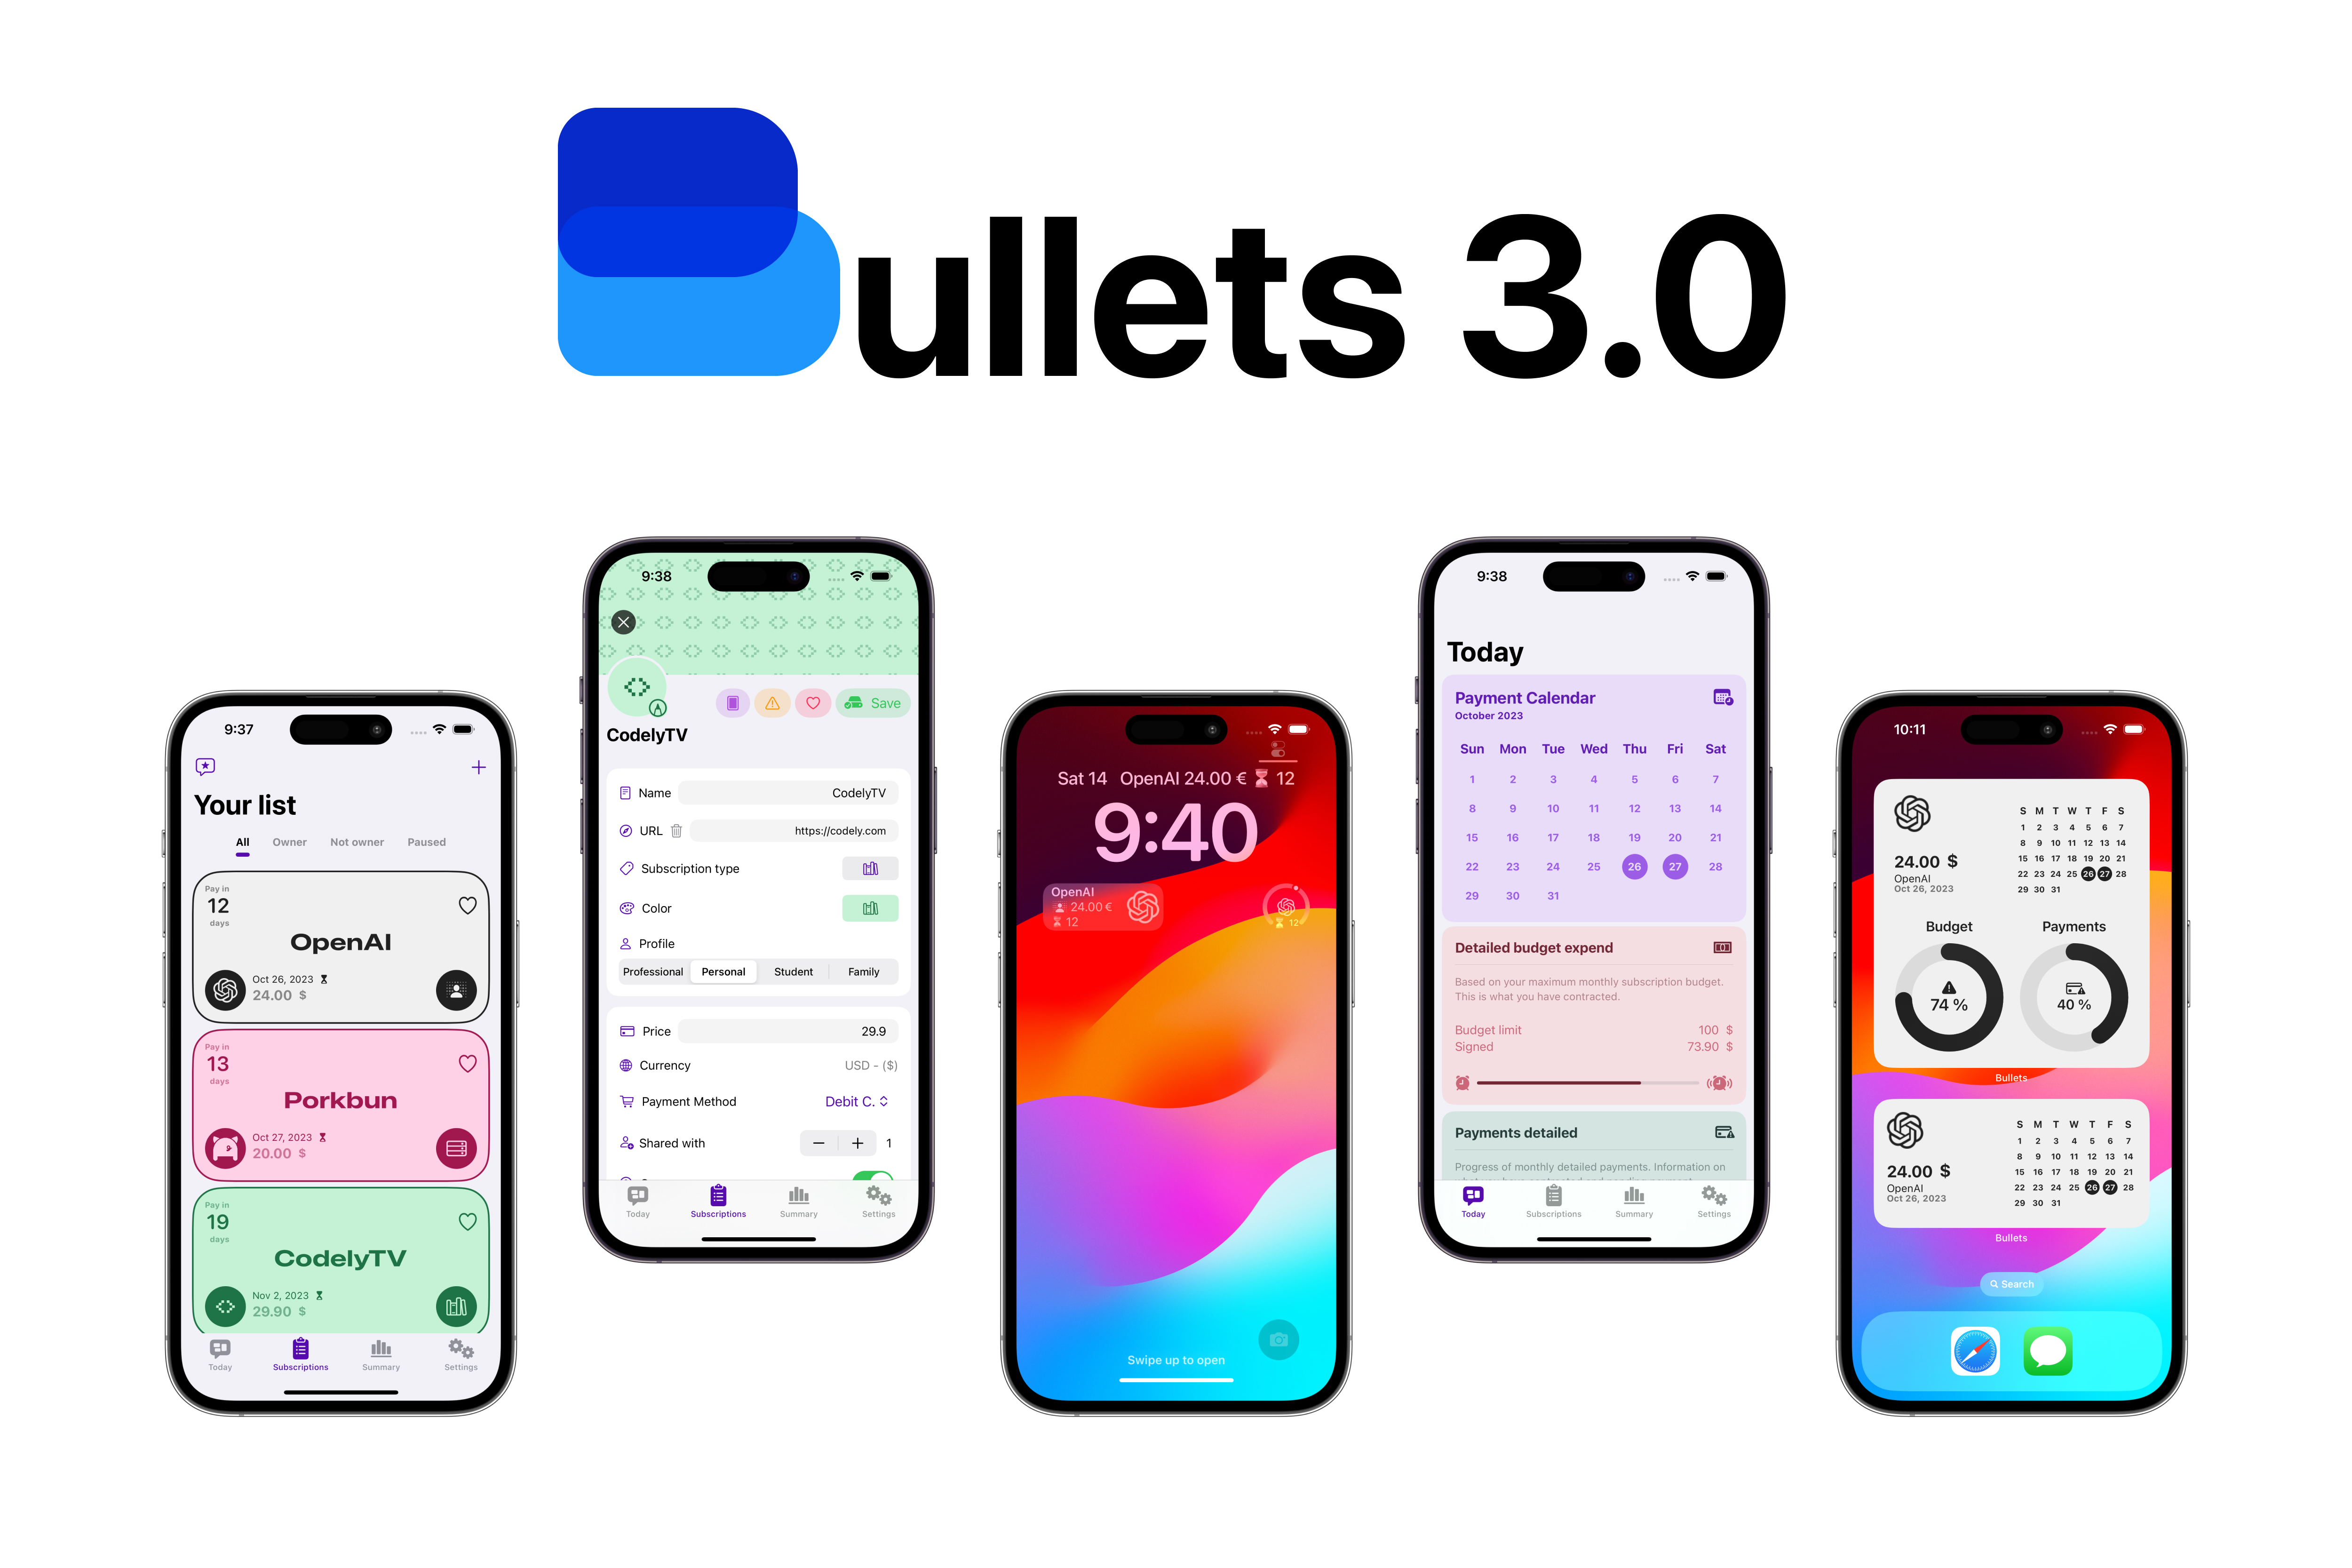 Bullets 3.0
9:37
Your list
All Owner Not owner Paused
Pay in
12
days
OpenAI
Oct 26, 2023
24.00 $
Pay in
13
days
Porkbun
Oct 27, 2023
20.00 $
Pay in
19
days
CodelyTV
Nov 2, 2023
29.90 $
Today Subscriptions Summary Settings
9:38
Save
CodelyTV
Name CodelyTV
URL https://codely.com
Subscription type
Color
Profile
Professional Personal Student Family
Price 29.9
Currency USD - ($)
Payment Method Debit C.
Shared with − + 1
Today Subscriptions Summary Settings
Sat 14 OpenAI 24.00 € 12
9:40
OpenAI
24.00 €
12
12
Swipe up to open
9:38
Today
Payment Calendar
October 2023
Sun Mon Tue Wed Thu Fri Sat
1 2 3 4 5 6 7
8 9 10 11 12 13 14
15 16 17 18 19 20 21
22 23 24 25 26 27 28
29 30 31
Detailed budget expend
Based on your maximum monthly subscription budget.
This is what you have contracted.
Budget limit 100 $
Signed 73.90 $
Payments detailed
Progress of monthly detailed payments. Information on
Today Subscriptions Summary Settings
10:11
24.00 $
OpenAI
Oct 26, 2023
S M T W T F S
1 2 3 4 5 6 7
8 9 10 11 12 13 14
15 16 17 18 19 20 21
22 23 24 25 26 27 28
29 30 31
Budget Payments
74 % 40 %
Bullets
24.00 $
OpenAI
Oct 26, 2023
S M T W T F S
1 2 3 4 5 6 7
8 9 10 11 12 13 14
15 16 17 18 19 20 21
22 23 24 25 26 27 28
29 30 31
Bullets
Search